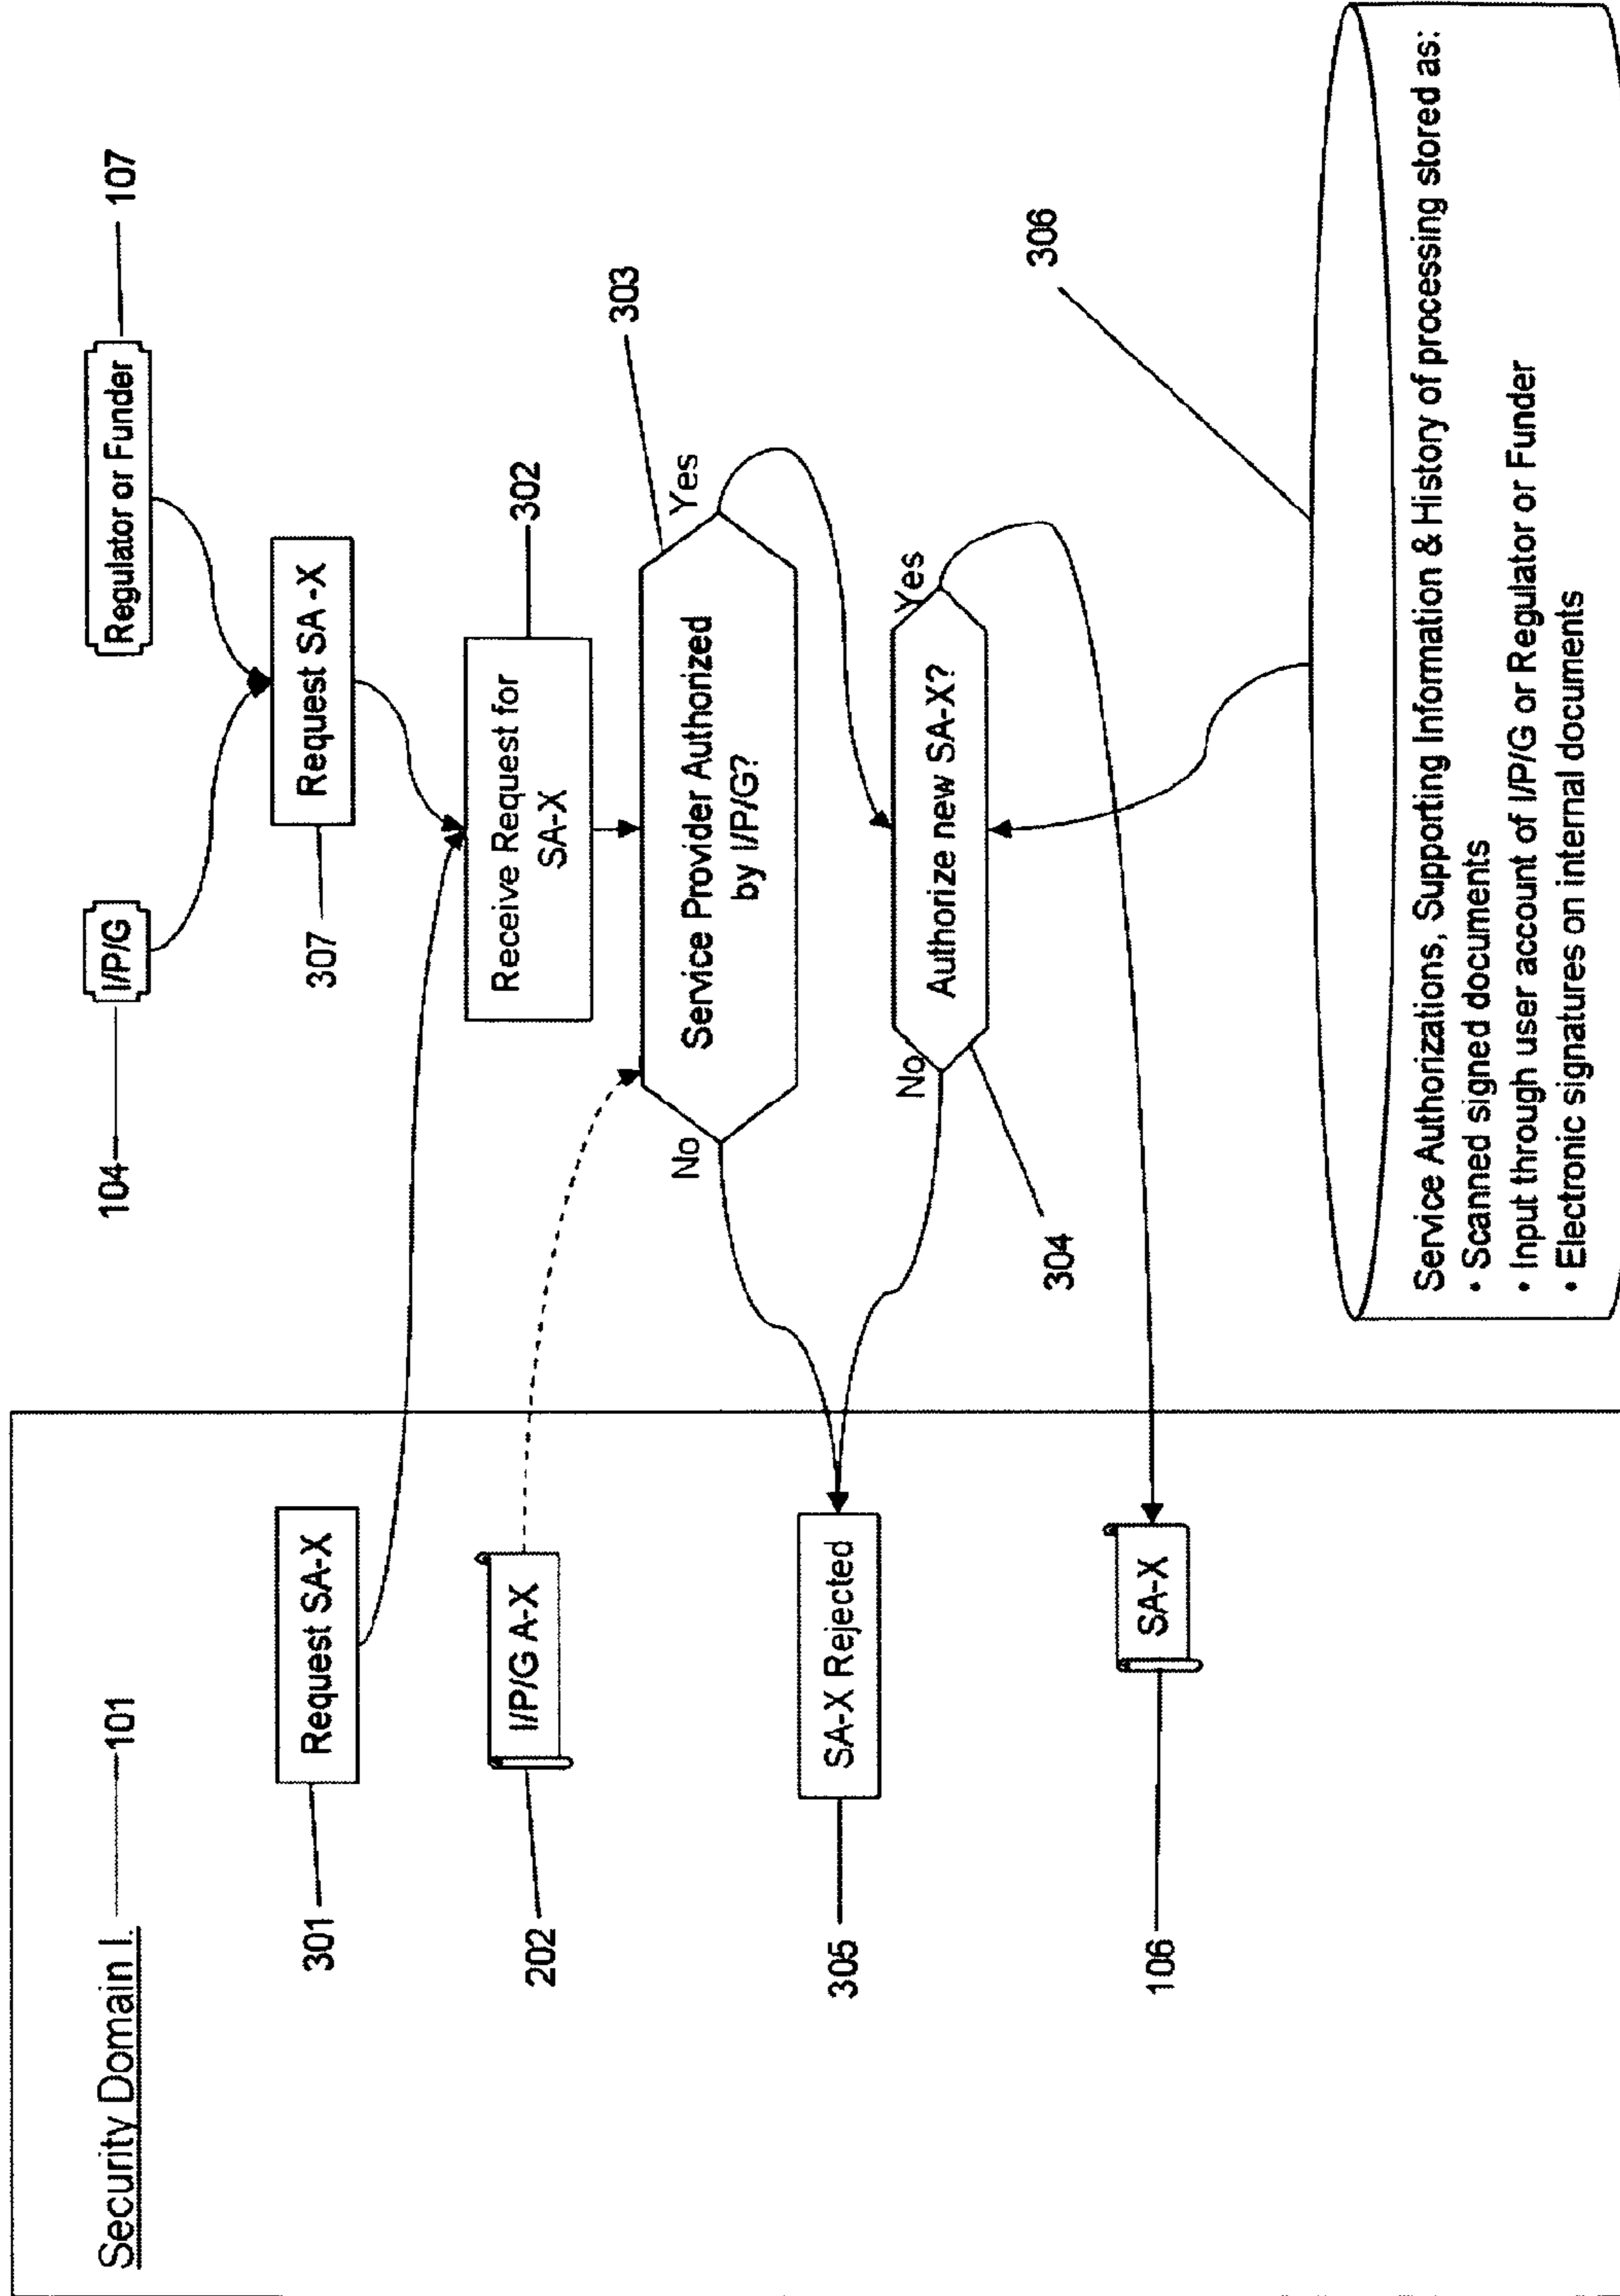 Security Domain I. 101
104 I/P/G
Regulator or Funder 107
301 Request SA-X
307 Request SA -X
202 I/P/G A-X
Receive Request for
SA-X
302
303
No
Service Provider Authorized
by I/P/G?
Yes
305 SA-X Rejected
No
Authorize new SA-X?
Yes
304
306
106 SA-X
Service Authorizations, Supporting Information & History of processing stored as:
• Scanned signed documents
• Input through user account of I/P/G or Regulator or Funder
• Electronic signatures on internal documents